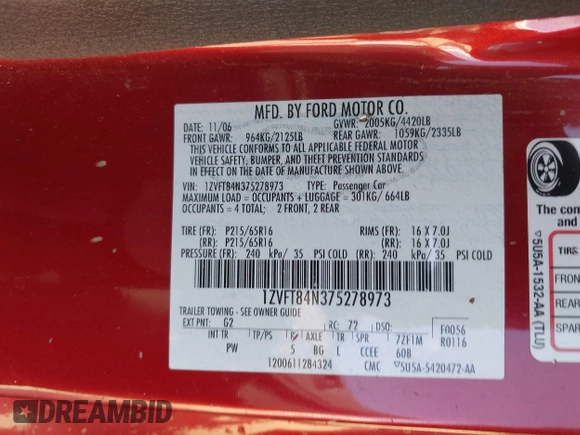 MFD. BY FORD MOTOR CO.
DATE: 11/06 GVWR: 2005KG/4420LB
FRONT GAWR: 964KG/2125LB REAR GAWR: 1059KG/2335LB
THIS VEHICLE CONFORMS TO ALL APPLICABLE FEDERAL MOTOR
VEHICLE SAFETY, BUMPER, AND THEFT PREVENTION STANDARDS
IN EFFECT ON THE DATE OF MANUFACTURE SHOWN ABOVE.
VIN: 1ZVFT84N375278973 TYPE: Passenger Car
MAXIMUM LOAD = OCCUPANTS + LUGGAGE = 301KG/ 664LB
OCCUPANTS = 4 TOTAL; 2 FRONT, 2 REAR
TIRE (FR): P215/65R16 RIMS (FR): 16 X 7.0J
(RR): P215/65R16 (RR): 16 X 7.0J
PRESSURE (FR): 240 kPa/ 35 PSI COLD (RR): 240 kPa/ 35 PSI COLD
1ZVFT84N375278973
TRAILER TOWING - SEE OWNER GUIDE
EXT PNT: G2 RC: 72 DSO: F0056
INT TR TP/PS R AXLE TR SPR 7ZF1M R0116
PW 5 BG L CCEE 60B
1200611284324 CMC ▽5U5A-5420472-AA
▽5U5A-1532-AA (TLU)
The com
and
TIRE
FRON
REAR
SPAR
DREAMBID